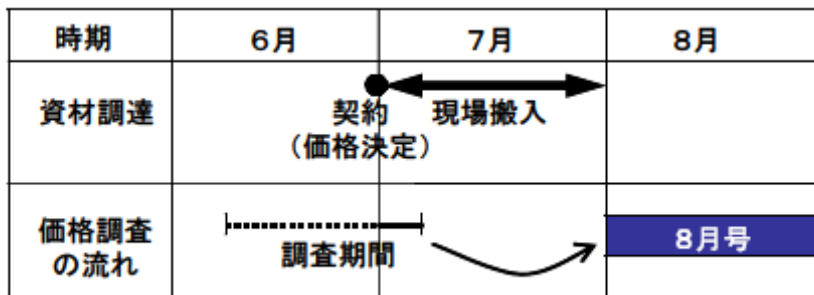 時期
6月
7月
8月
資材調達
契約
(価格決定)
現場搬入
価格調査
の流れ
調査期間
8月号